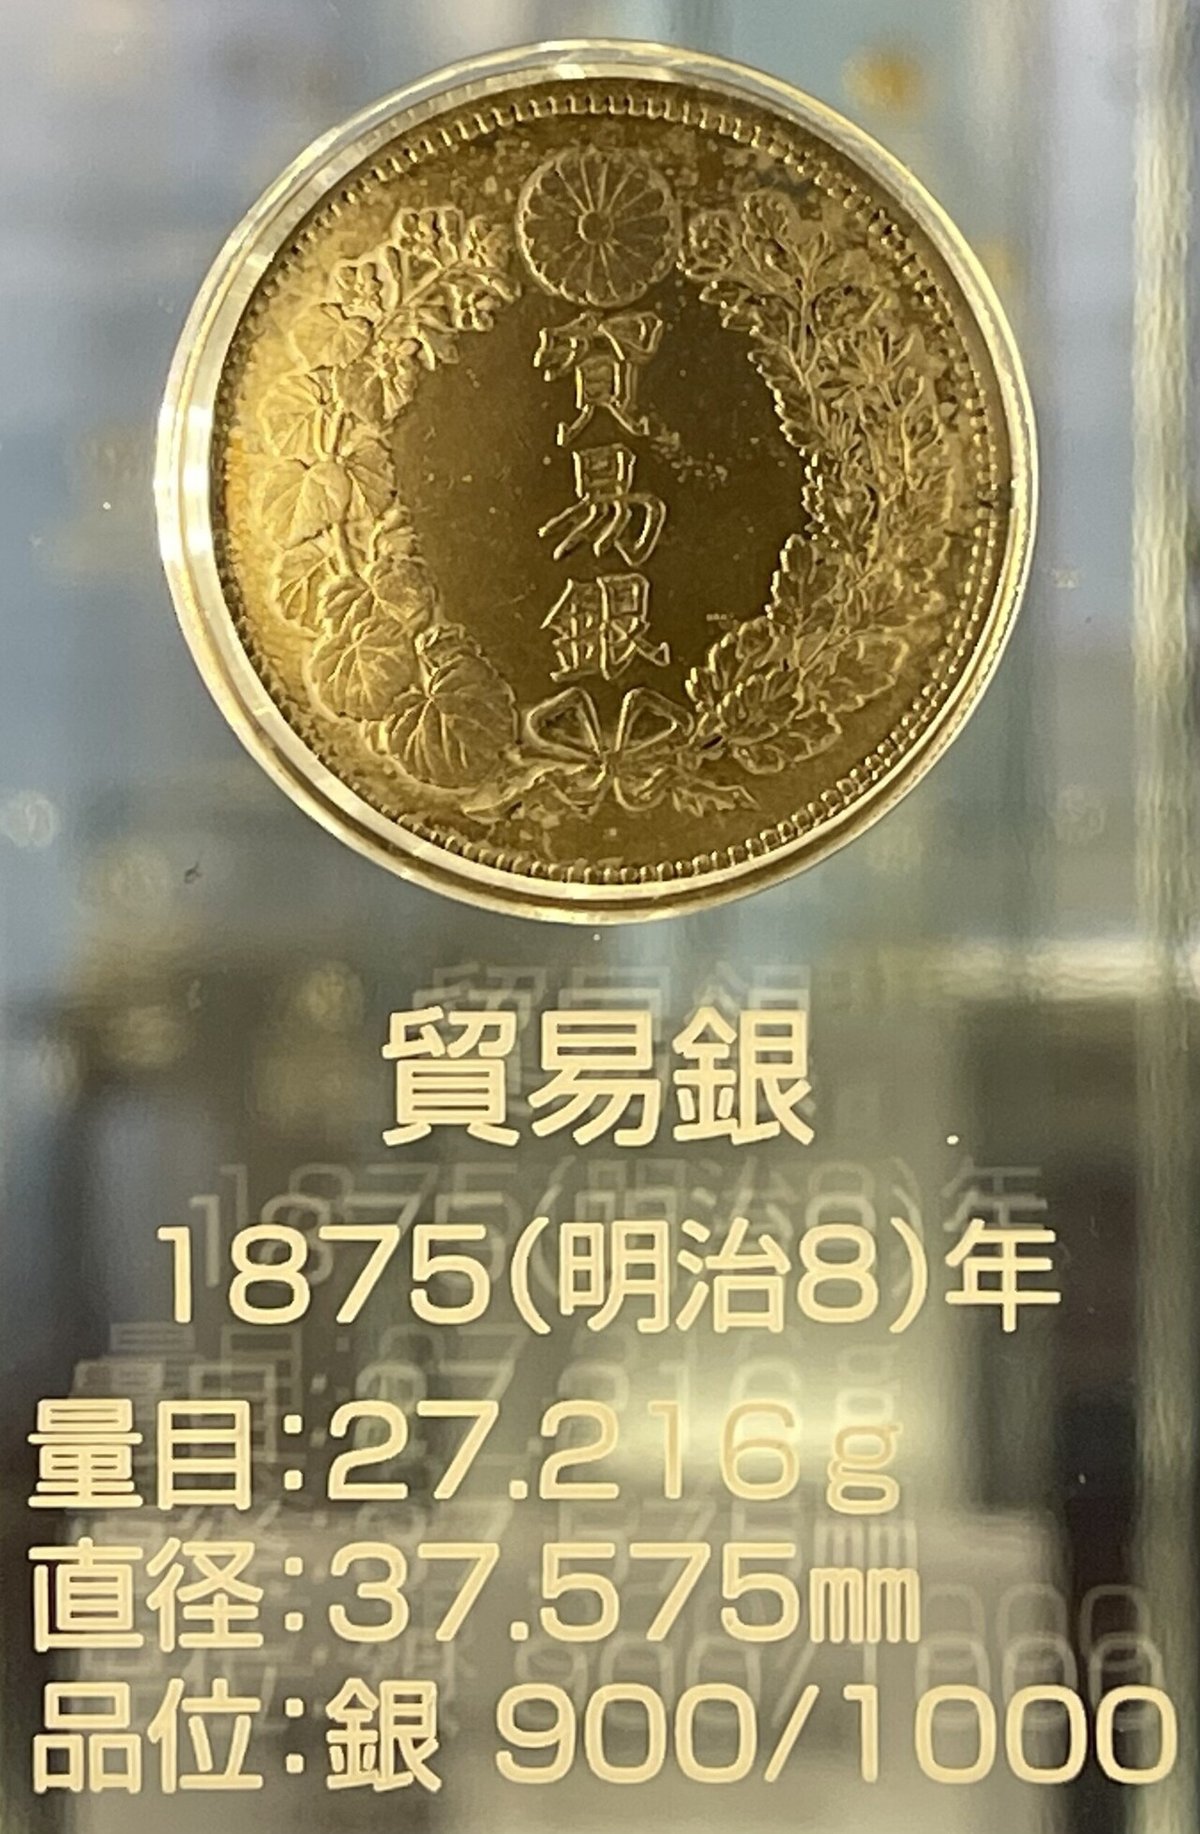 貿
易
銀
貿易銀
1875(明治8)年
量目:27.216g
直径:37.575mm
品位:銀 900/1000